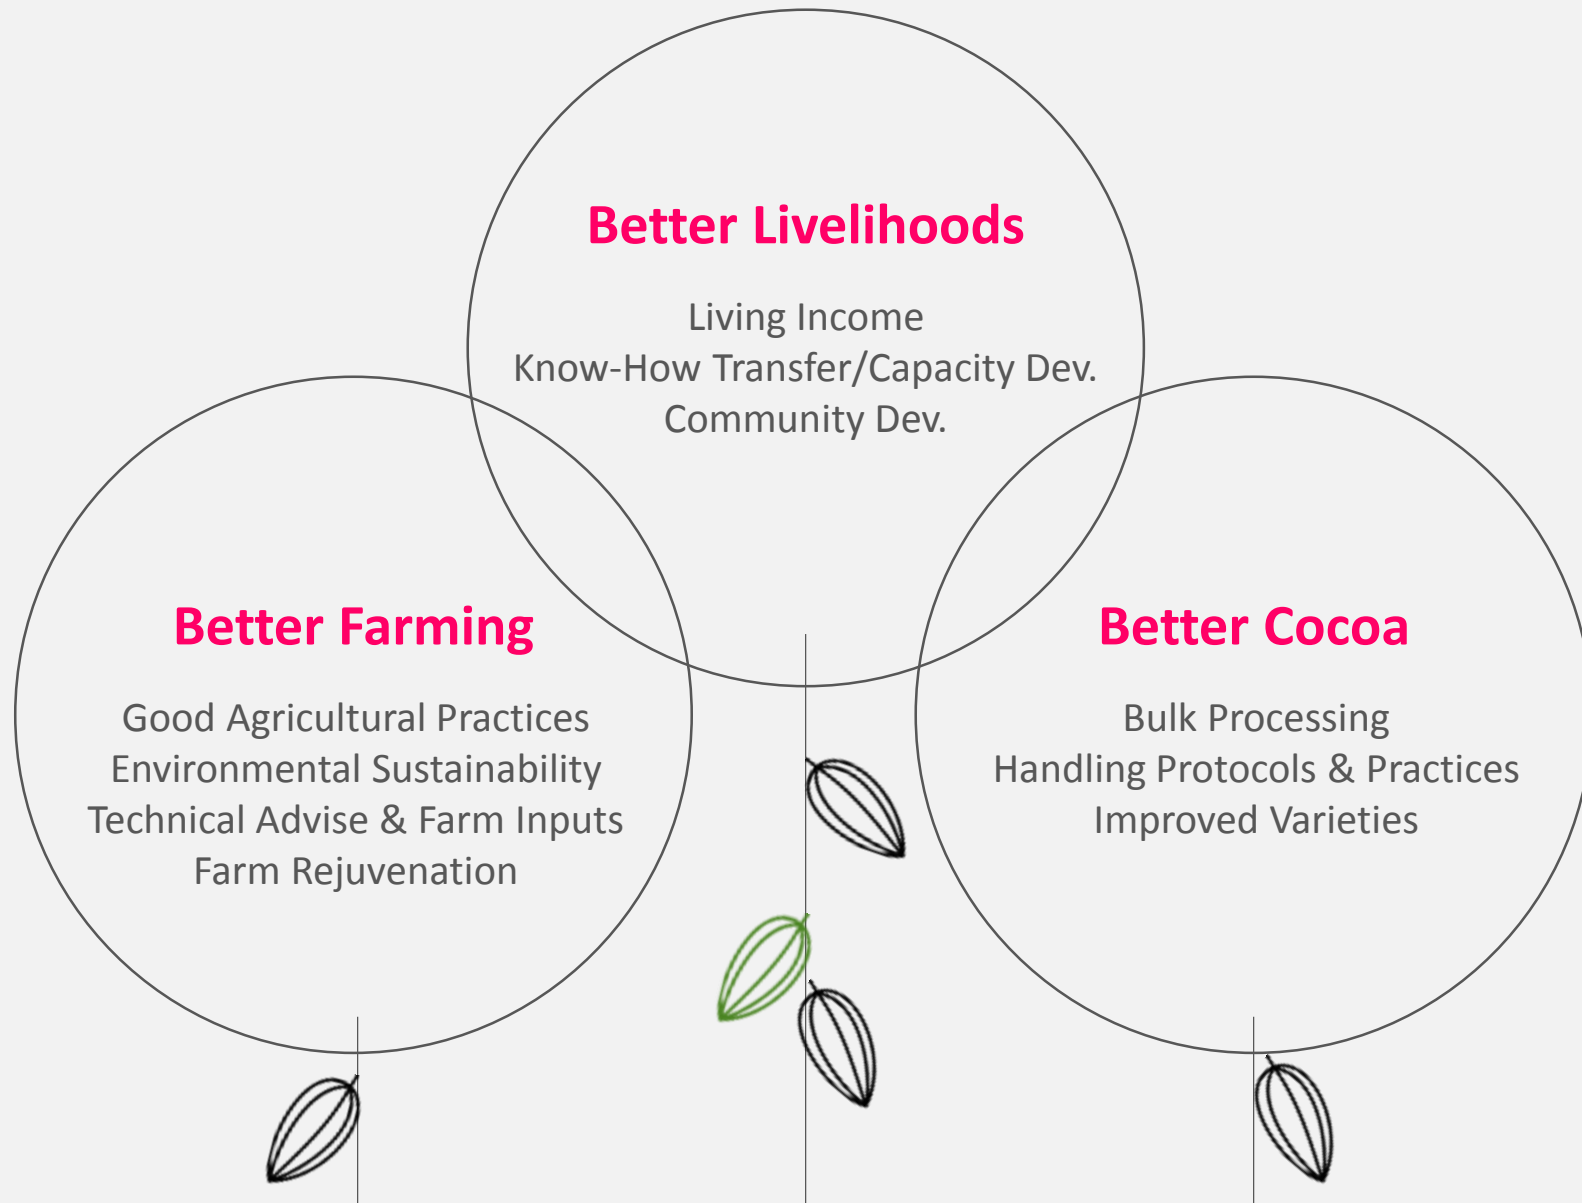 Better Livelihoods
Living Income
Know-How Transfer/Capacity Dev.
Community Dev.
Better Farming
Good Agricultural Practices
Environmental Sustainability
Technical Advise & Farm Inputs
Farm Rejuvenation
Better Cocoa
Bulk Processing
Handling Protocols & Practices
Improved Varieties